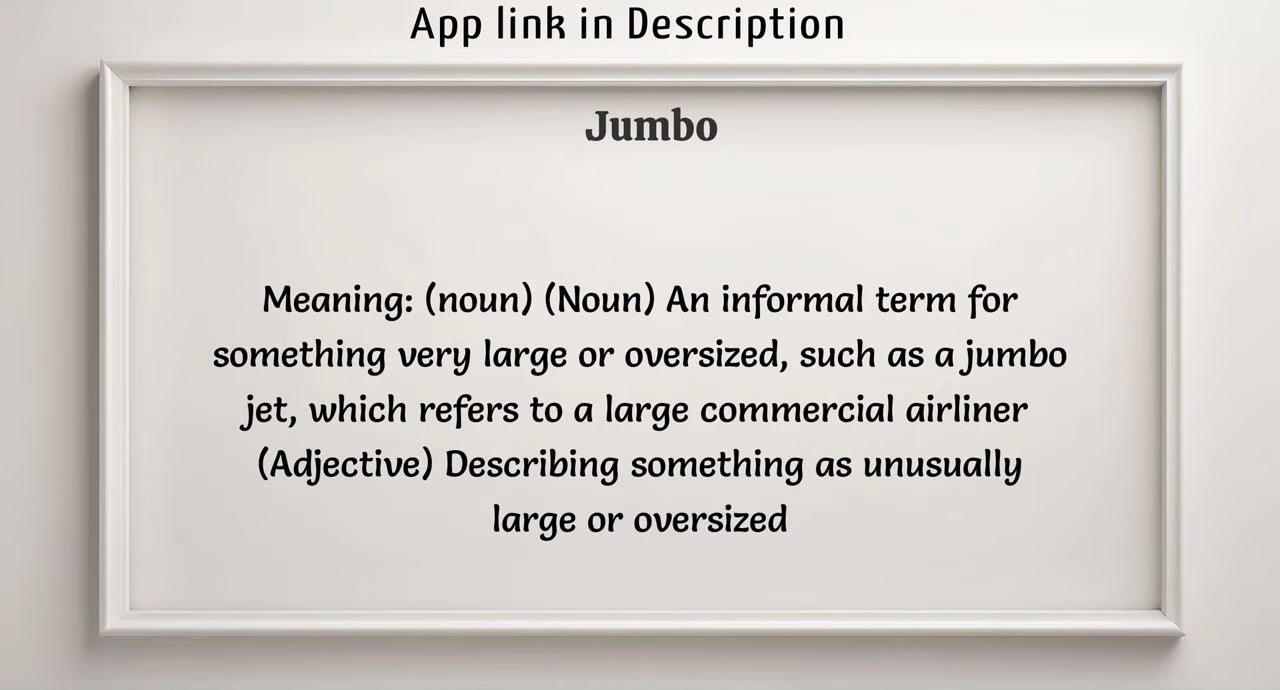 App link in Description
Jumbo
Meaning: (noun) (Noun) An informal term for
something very large or oversized, such as a jumbo
jet, which refers to a large commercial airliner
(Adjective) Describing something as unusually
large or oversized